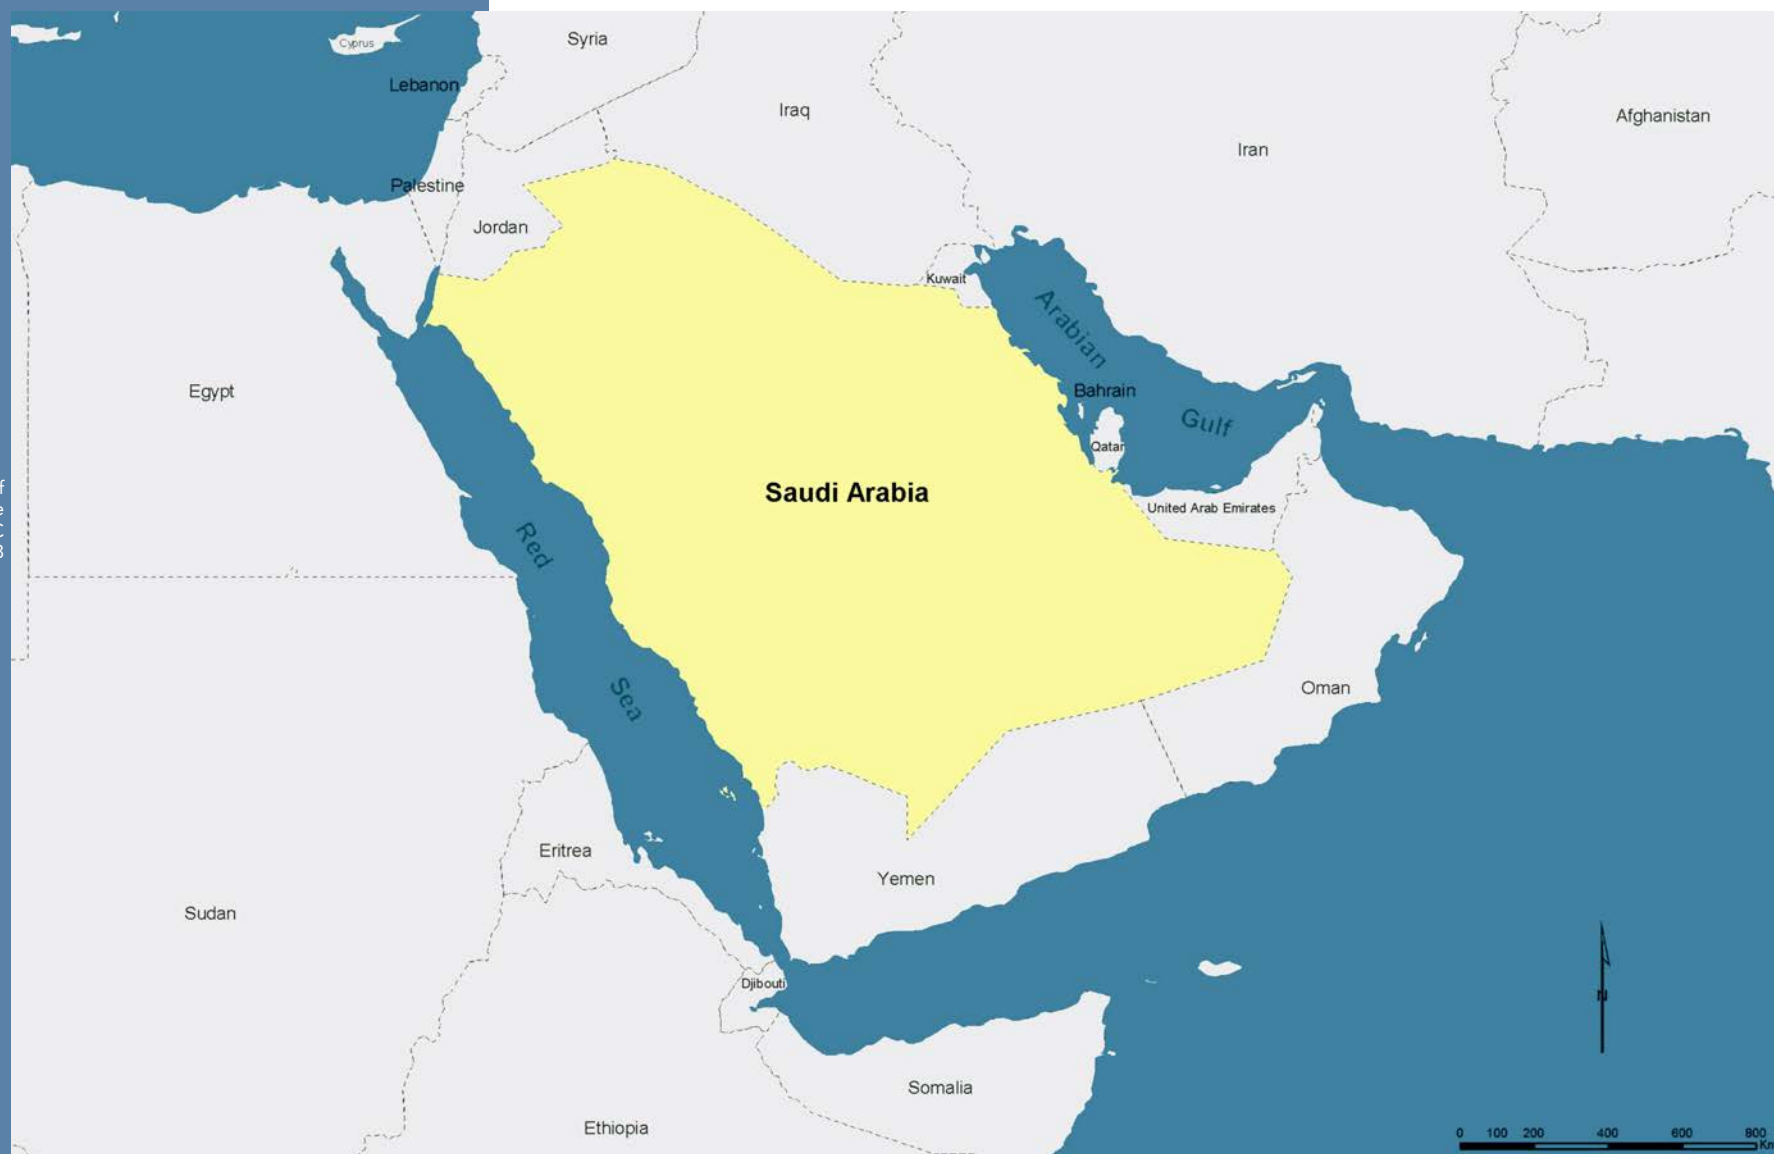 Cyprus
Syria
Lebanon
Iraq
Afghanistan
Iran
Palestine
Jordan
Kuwait
Arabian
Gulf
Bahrain
Egypt
Qatar
Saudi Arabia
United Arab Emirates
Red
Sea
Oman
Eritrea
Yemen
Sudan
Djibouti
N
Somalia
Ethiopia
0 100 200 400 600 800
Km